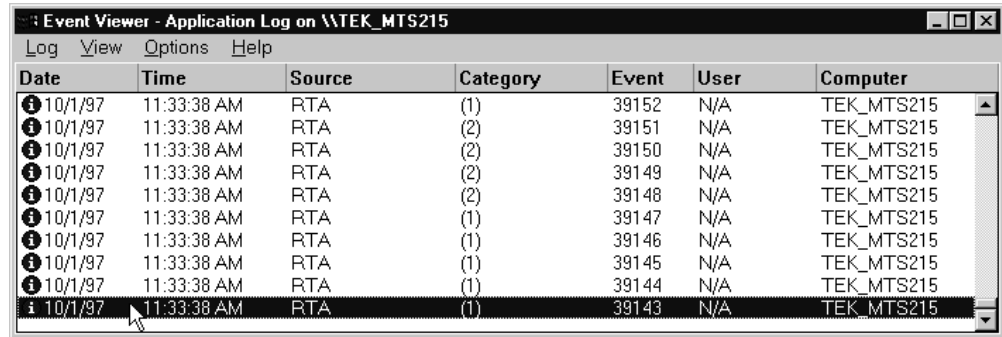 Event Viewer - Application Log on \\TEK_MTS215
Log View Options Help
Date Time Source Category Event User Computer
10/1/97 11:33:38 AM RTA (1) 39152 N/A TEK_MTS215
10/1/97 11:33:38 AM RTA (2) 39151 N/A TEK_MTS215
10/1/97 11:33:38 AM RTA (2) 39150 N/A TEK_MTS215
10/1/97 11:33:38 AM RTA (2) 39149 N/A TEK_MTS215
10/1/97 11:33:38 AM RTA (2) 39148 N/A TEK_MTS215
10/1/97 11:33:38 AM RTA (1) 39147 N/A TEK_MTS215
10/1/97 11:33:38 AM RTA (1) 39146 N/A TEK_MTS215
10/1/97 11:33:38 AM RTA (1) 39145 N/A TEK_MTS215
10/1/97 11:33:38 AM RTA (1) 39144 N/A TEK_MTS215
10/1/97 11:33:38 AM RTA (1) 39143 N/A TEK_MTS215